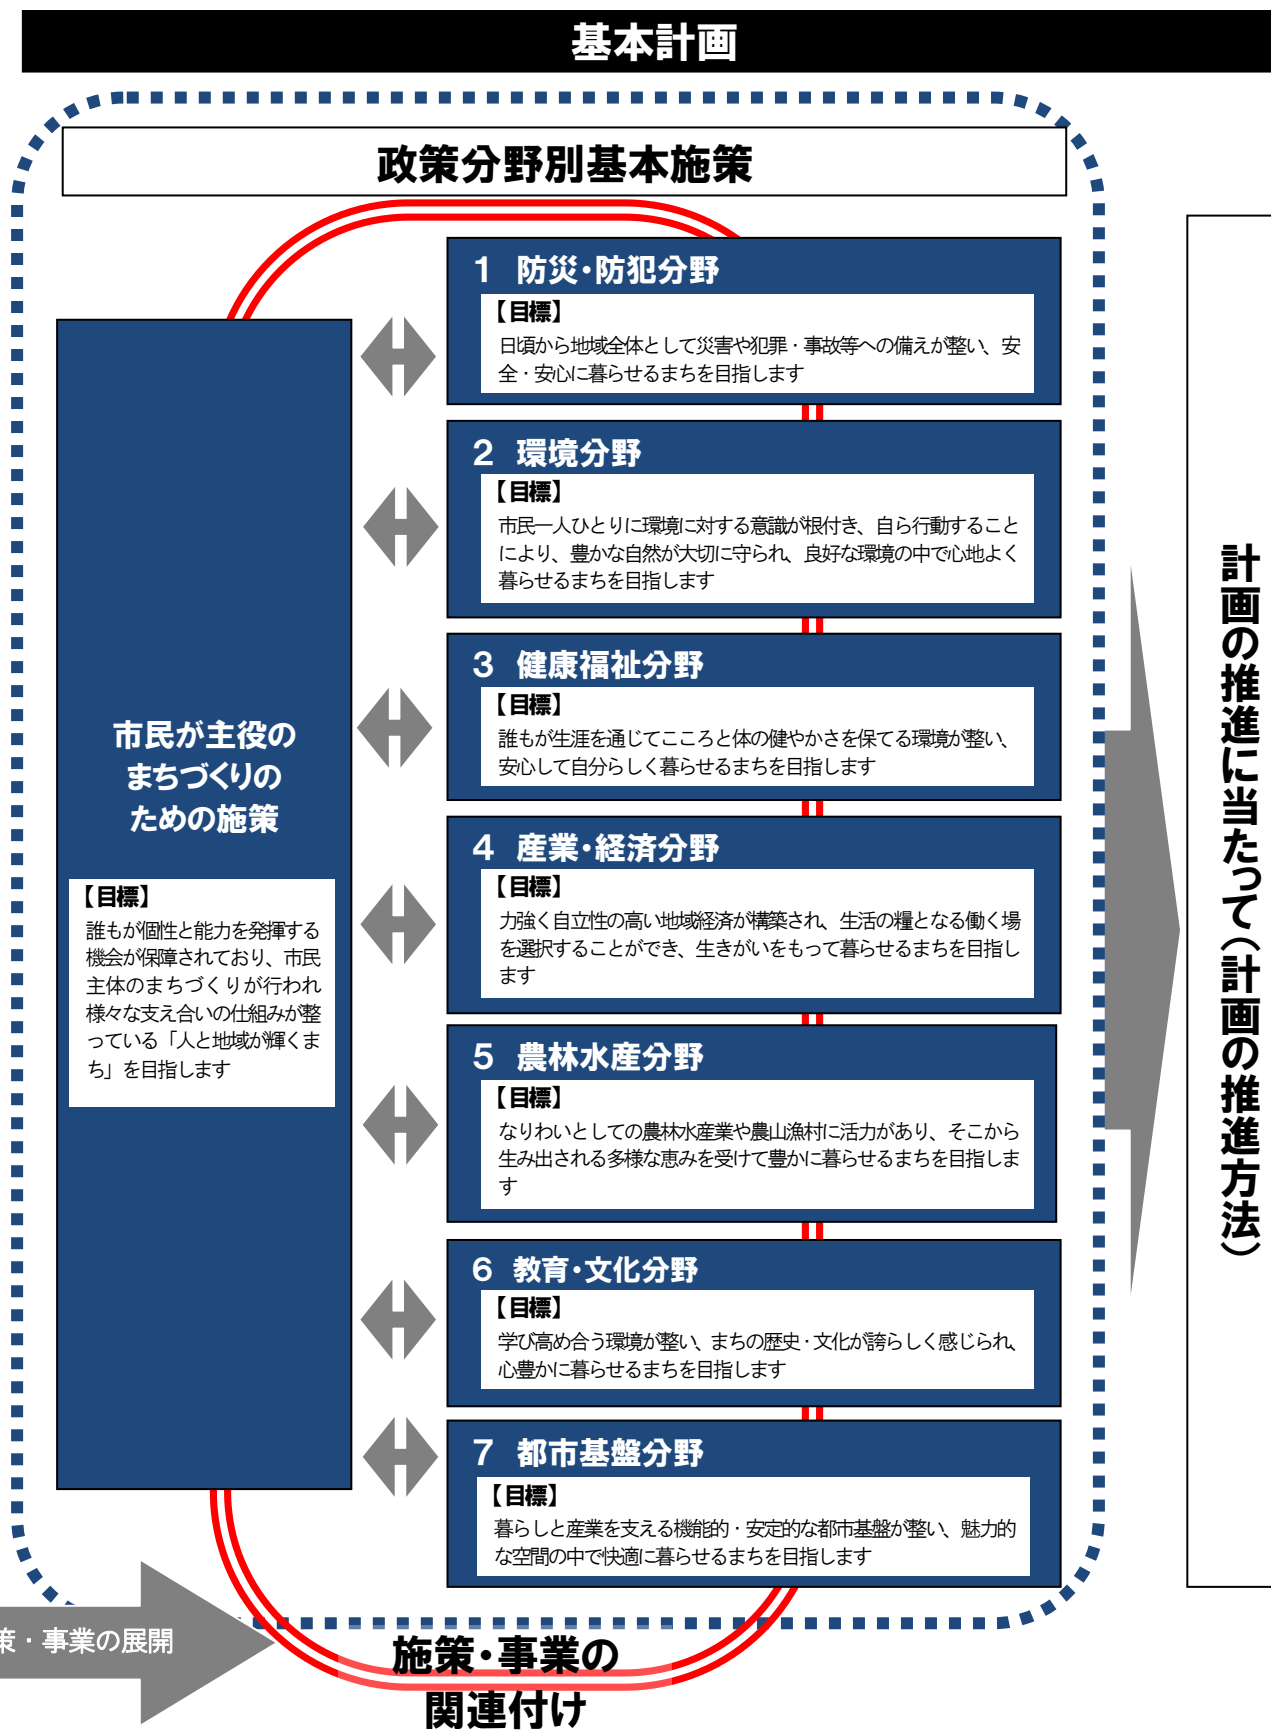 基本計画
政策分野別基本施策
市民が主役の
まちづくりの
ための施策
【目標】
誰もが個性と能力を発揮する
機会が保障されており、市民
主体のまちづくりが行われ
様々な支え合いの仕組みが整
っている「人と地域が輝くま
ち」を目指します
1 防災・防犯分野
【目標】
日頃から地域全体として災害や犯罪・事故等への備えが整い、安
全・安心に暮らせるまちを目指します
2 環境分野
【目標】
市民一人ひとりに環境に対する意識が根付き、自ら行動すること
により、豊かな自然が大切に守られ、良好な環境の中で心地よく
暮らせるまちを目指します
3 健康福祉分野
【目標】
誰もが生涯を通じてこころと体の健やかさを保てる環境が整い、
安心して自分らしく暮らせるまちを目指します
4 産業・経済分野
【目標】
力強く自立性の高い地域経済が構築され、生活の糧となる働く場
を選択することができ、生きがいをもって暮らせるまちを目指し
ます
5 農林水産分野
【目標】
なりわいとしての農林水産業や農山漁村に活力があり、そこから
生み出される多様な恵みを受けて豊かに暮らせるまちを目指しま
す
6 教育・文化分野
【目標】
学び高め合う環境が整い、まちの歴史・文化が誇らしく感じられ、
心豊かに暮らせるまちを目指します
7 都市基盤分野
【目標】
暮らしと産業を支える機能的・安定的な都市基盤が整い、魅力的
な空間の中で快適に暮らせるまちを目指します
計画の推進に当たって(計画の推進方法)
策・事業の展開
施策・事業の
関連付け